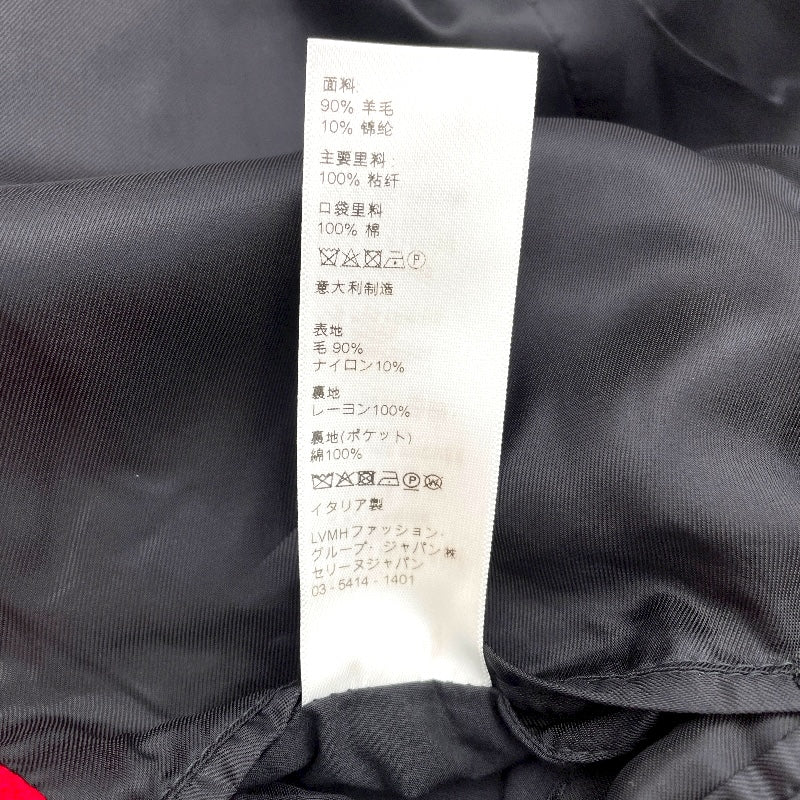 面料:
90% 羊毛
10% 锦纶
主要里料:
100% 粘纤
口袋里料
100% 棉
P
意大利制造
表地
毛 90%
ナイロン10%
裏地
レーヨン100%
裏地(ポケット)
綿100%
P W
イタリア製
LVMHファッション・
グループ・ジャパン㈱
セリーヌジャパン
03-5414-1401